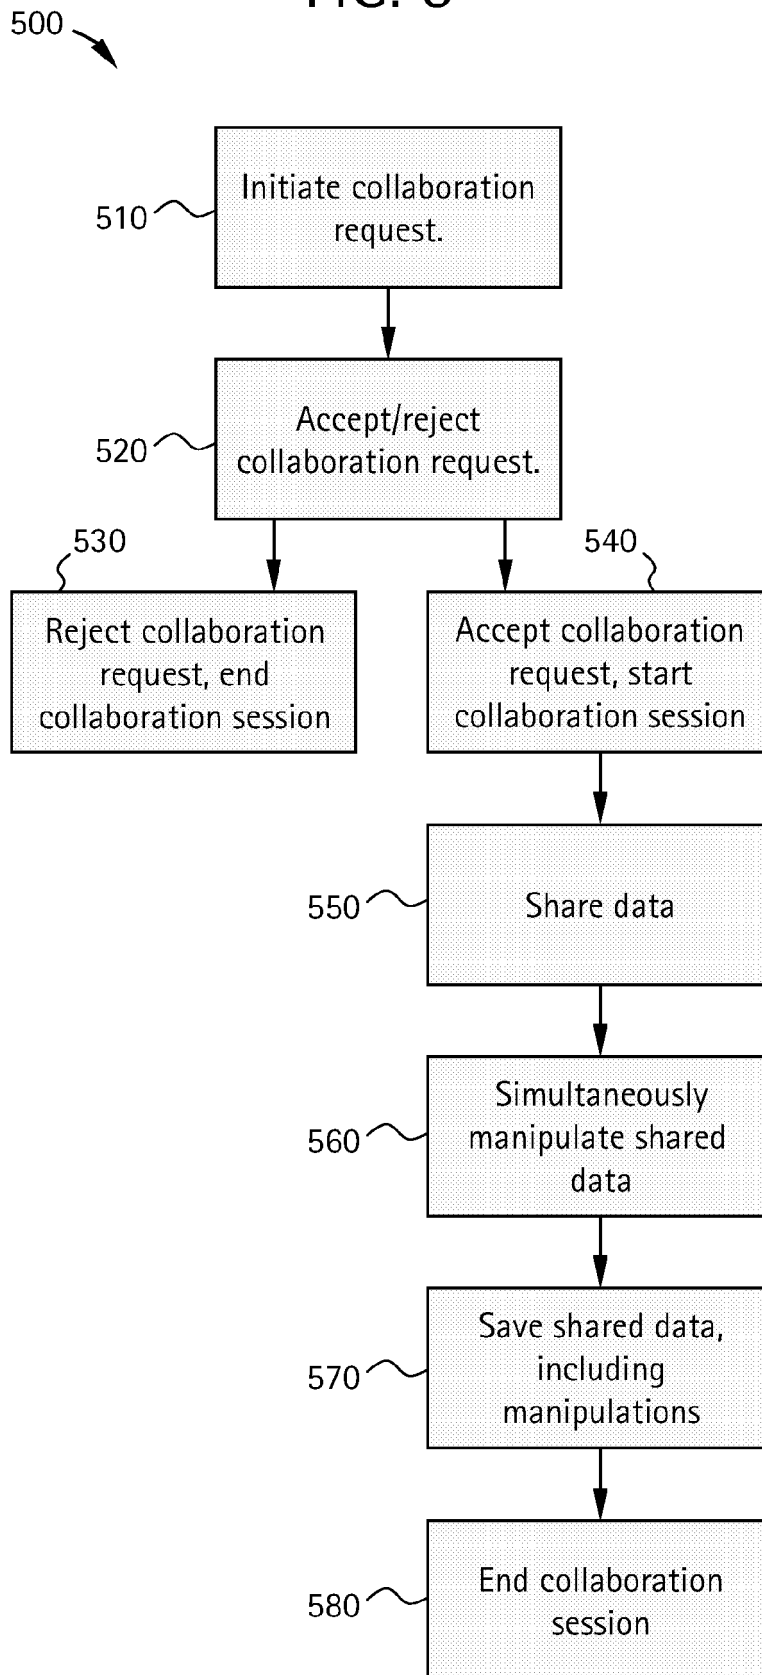 500
510
Initiate collaboration
request.
520
Accept/reject
collaboration request.
530
540
Reject collaboration
request, end
collaboration session
Accept collaboration
request, start
collaboration session
550
Share data
560
Simultaneously
manipulate shared
data
570
Save shared data,
including
manipulations
580
End collaboration
session